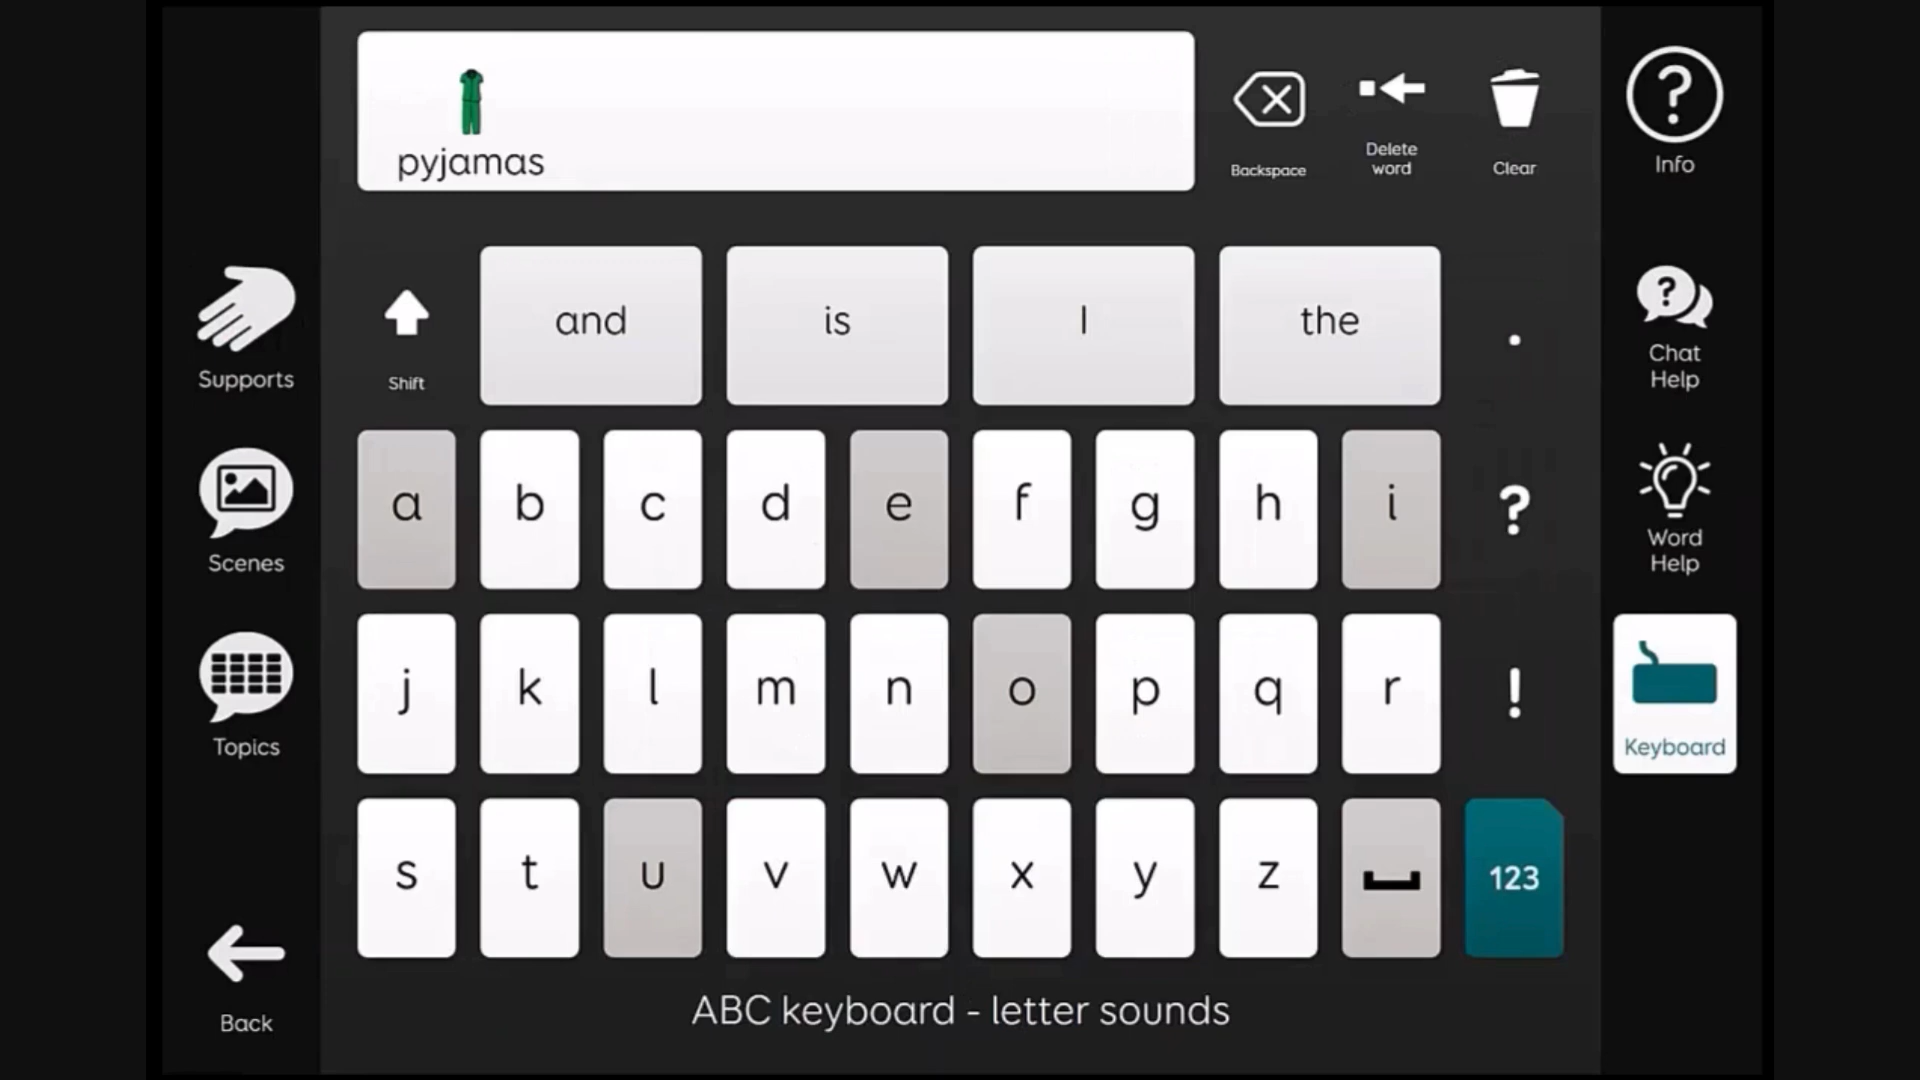 pyjamas
Backspace
Delete
word
Clear
Info
Shift
and
is
I
the
.
Supports
Chat
Help
a
b
c
d
e
f
g
h
i
?
Scenes
Word
Help
j
k
l
m
n
o
p
q
r
!
Topics
Keyboard
s
t
u
v
w
x
y
z
123
Back
ABC keyboard - letter sounds